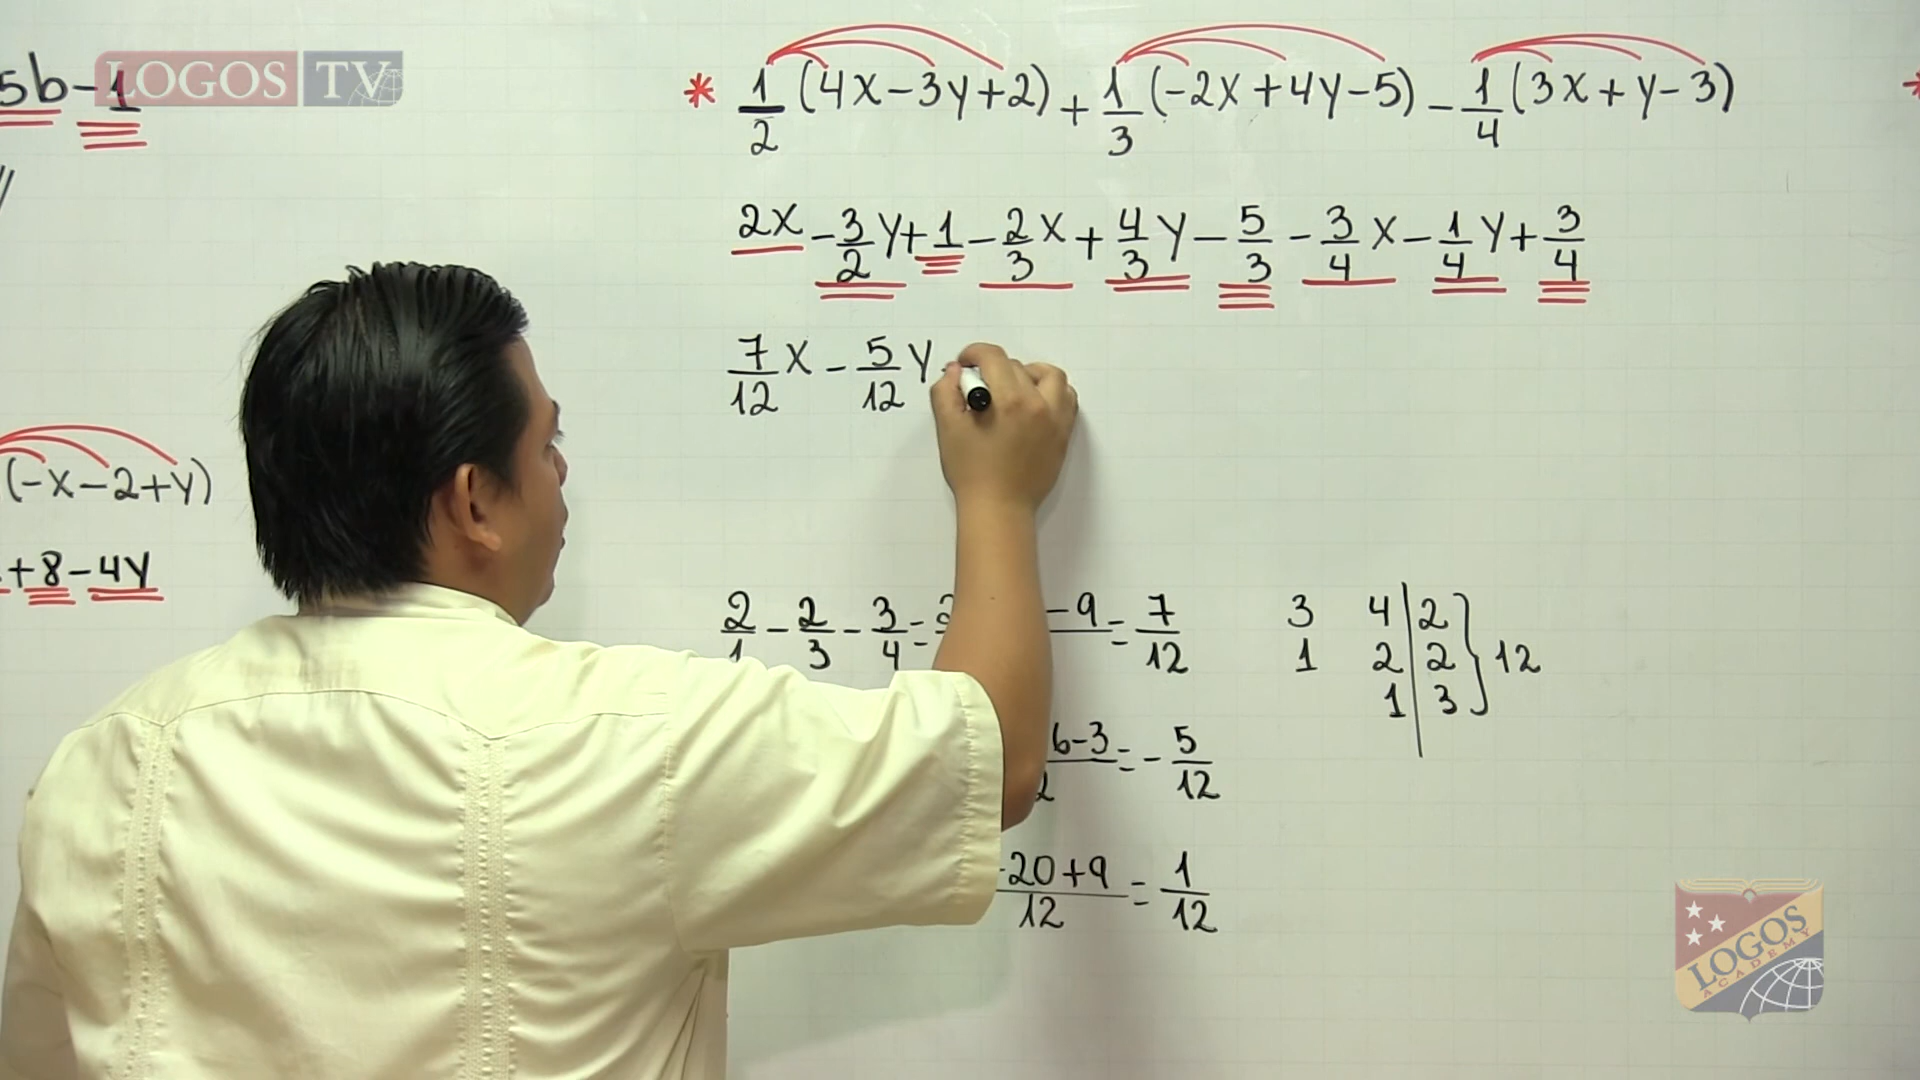 5b-1
LOGOS TV
* 1/2 (4x-3y+2) + 1/3 (-2x+4y-5) - 1/4 (3x+y-3)
2x - 3/2 y + 1 - 2/3 x + 4/3 y - 5/3 - 3/4 x - 1/4 y + 3/4
7/12 x - 5/12 y
(-x-2+y)
+8-4y
2/1 - 2/3 - 3/4 = -9 = 7/12
3 4 | 2
1 2 | 2 } 12
1 | 3
6-3 = - 5/12
-20+9/12 = 1/12
LOGOS
ACADEMY